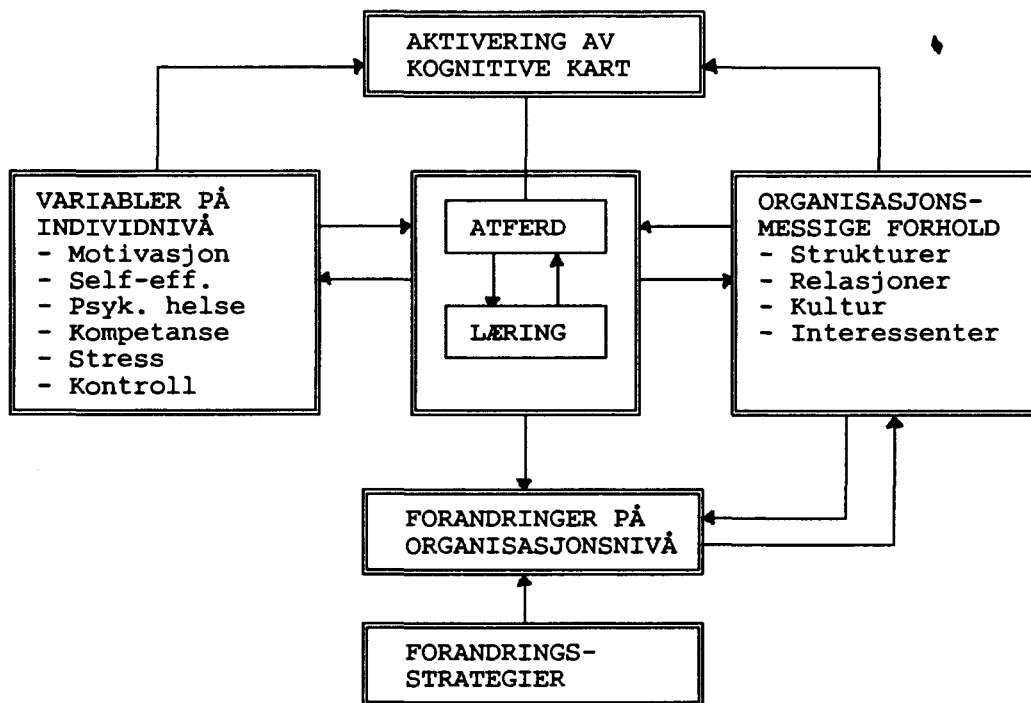 AKTIVERING AV
KOGNITIVE KART
VARIABLER PÅ
INDIVIDNIVÅ
- Motivasjon
- Self-eff.
- Psyk. helse
- Kompetanse
- Stress
- Kontroll
ATFERD
LÆRING
ORGANISASJONS-
MESSIGE FORHOLD
- Strukturer
- Relasjoner
- Kultur
- Interessenter
FORANDRINGER PÅ
ORGANISASJONSNIVÅ
FORANDRINGS-
STRATEGIER